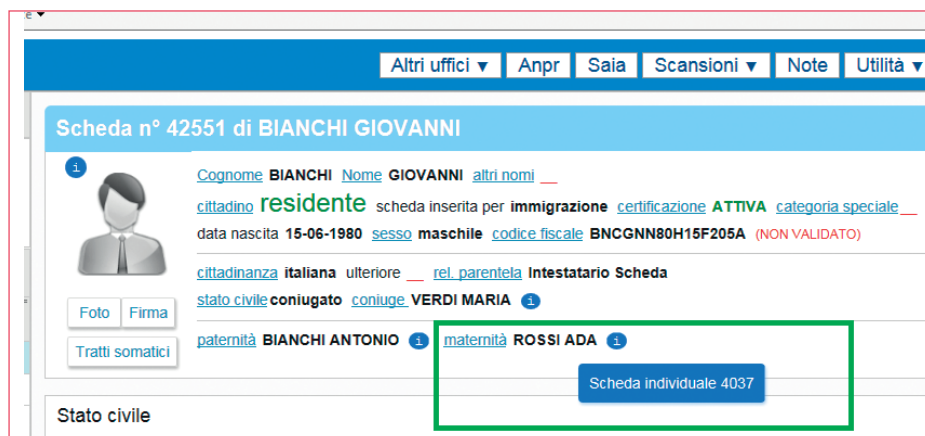 Altri uffici ▼ Anpr Saia Scansioni ▼ Note Utilità ▼
Scheda n° 42551 di BIANCHI GIOVANNI
Cognome BIANCHI Nome GIOVANNI altri nomi __
cittadino residente scheda inserita per immigrazione certificazione ATTIVA categoria speciale __
data nascita 15-06-1980 sesso maschile codice fiscale BNCGNN80H15F205A (NON VALIDATO)
cittadinanza italiana ulteriore __ rel. parentela Intestatario Scheda
stato civile coniugato coniuge VERDI MARIA i
Foto Firma
paternità BIANCHI ANTONIO i maternità ROSSI ADA i
Tratti somatici
Scheda individuale 4037
Stato civile